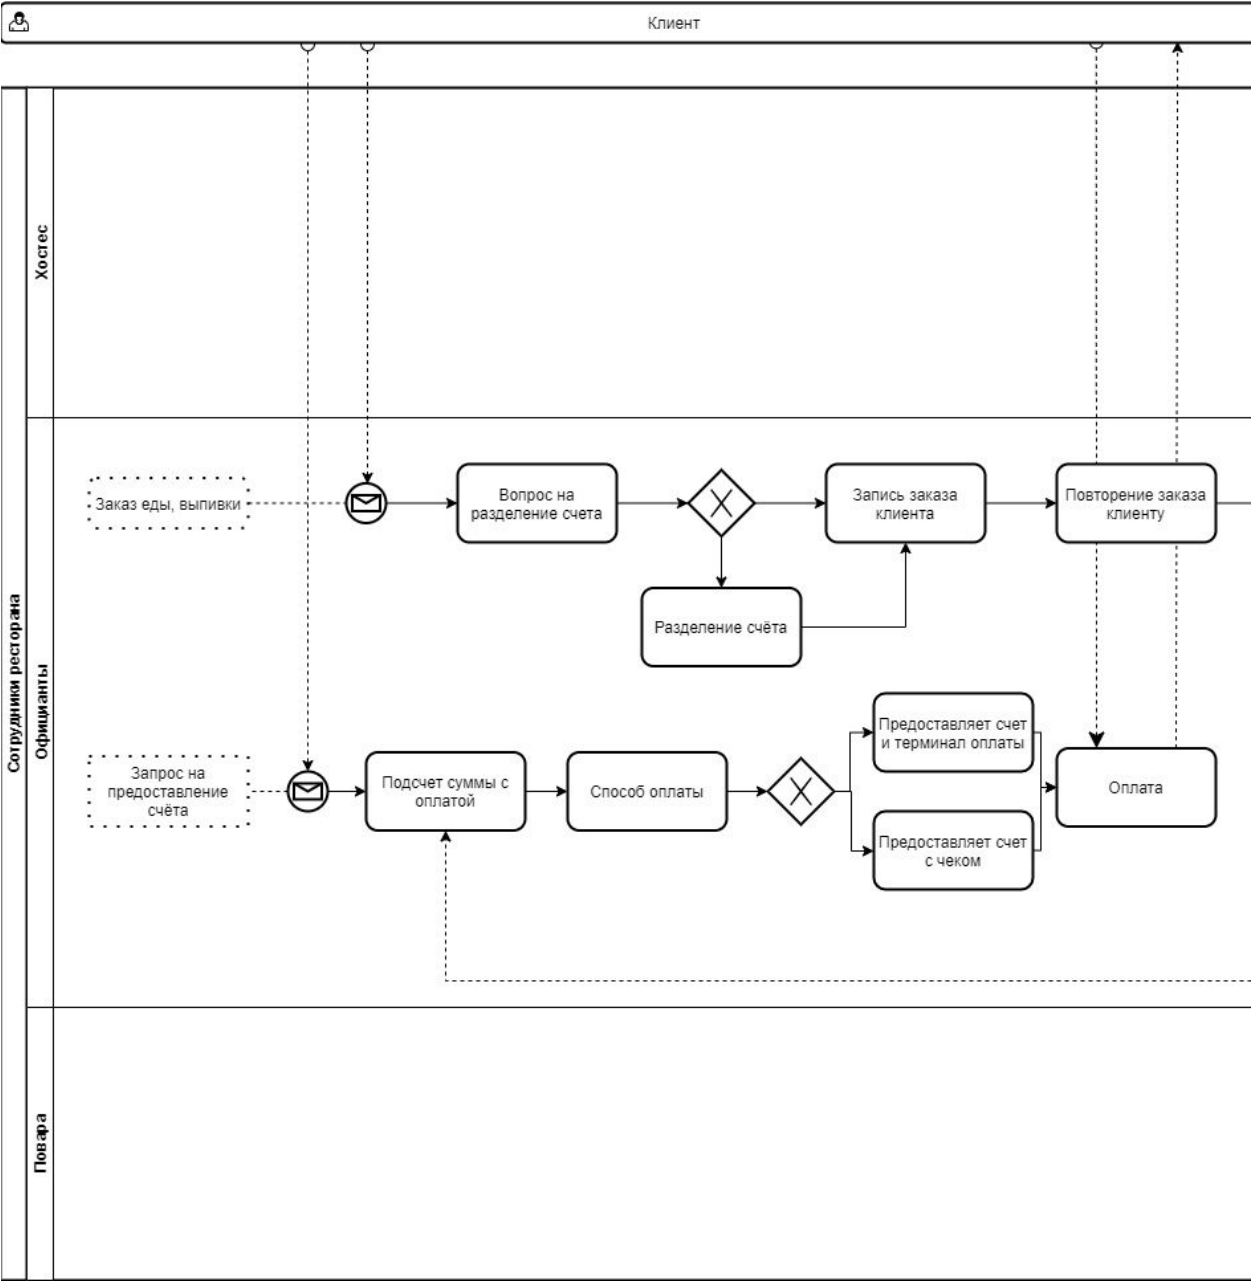 Клиент
Сотрудники ресторана
Хостес
Официанты
Повара
Заказ еды, выпивки
Вопрос на
разделение счета
Запись заказа
клиента
Повторение заказа
клиенту
Разделение счёта
Запрос на
предоставление
счёта
Подсчет суммы с
оплатой
Способ оплаты
Предоставляет счет
и терминал оплаты
Предоставляет счет
с чеком
Оплата